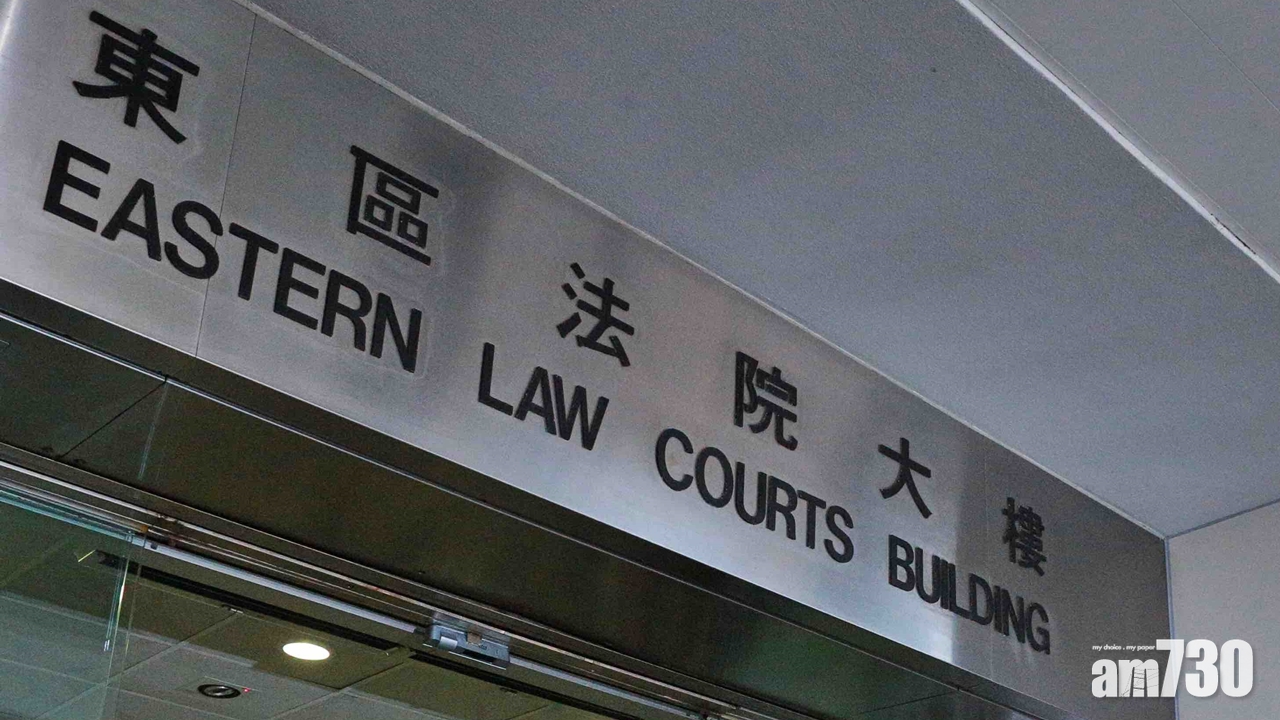 東區法院大樓
EASTERN LAW COURTS BUILDING
my choice . my paper
am730